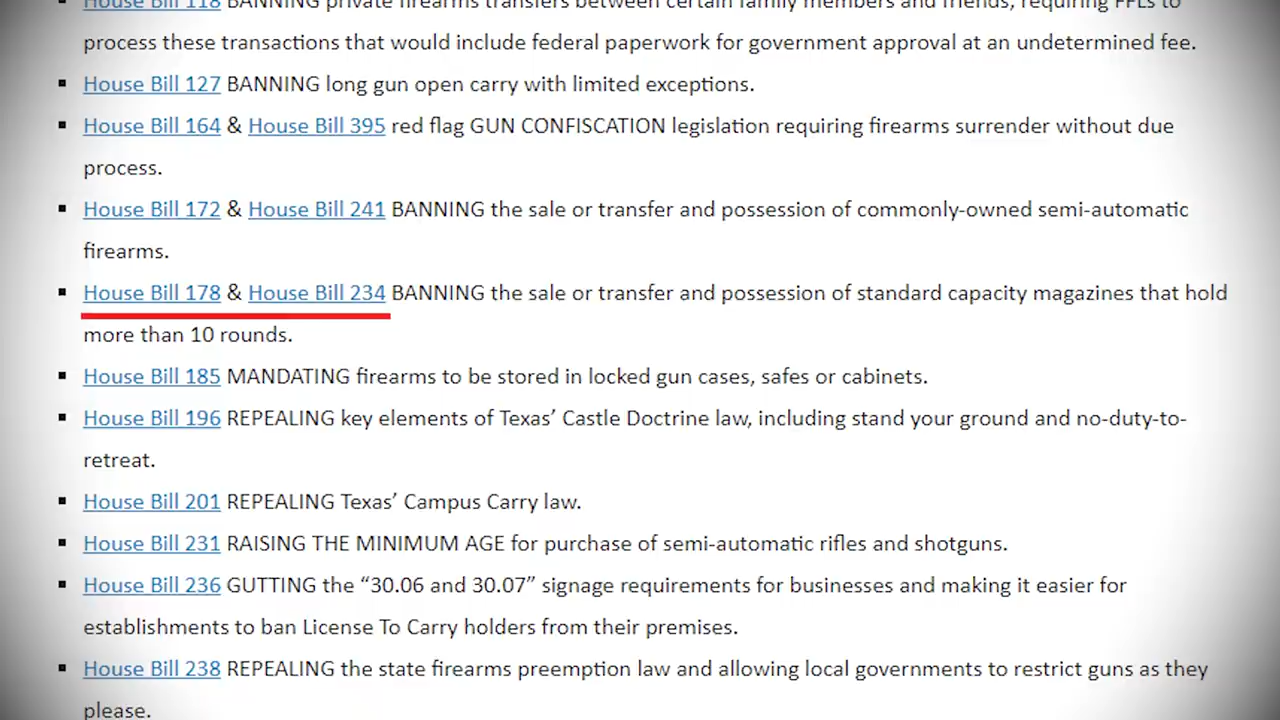 House Bill 118 BANNING private firearms transfers between certain family members and friends, requiring FFLs to
process these transactions that would include federal paperwork for government approval at an undetermined fee.
▪ House Bill 127 BANNING long gun open carry with limited exceptions.
▪ House Bill 164 & House Bill 395 red flag GUN CONFISCATION legislation requiring firearms surrender without due
process.
▪ House Bill 172 & House Bill 241 BANNING the sale or transfer and possession of commonly-owned semi-automatic
firearms.
▪ House Bill 178 & House Bill 234 BANNING the sale or transfer and possession of standard capacity magazines that hold
more than 10 rounds.
▪ House Bill 185 MANDATING firearms to be stored in locked gun cases, safes or cabinets.
▪ House Bill 196 REPEALING key elements of Texas’ Castle Doctrine law, including stand your ground and no-duty-to-
retreat.
▪ House Bill 201 REPEALING Texas’ Campus Carry law.
▪ House Bill 231 RAISING THE MINIMUM AGE for purchase of semi-automatic rifles and shotguns.
▪ House Bill 236 GUTTING the “30.06 and 30.07” signage requirements for businesses and making it easier for
establishments to ban License To Carry holders from their premises.
▪ House Bill 238 REPEALING the state firearms preemption law and allowing local governments to restrict guns as they
please.